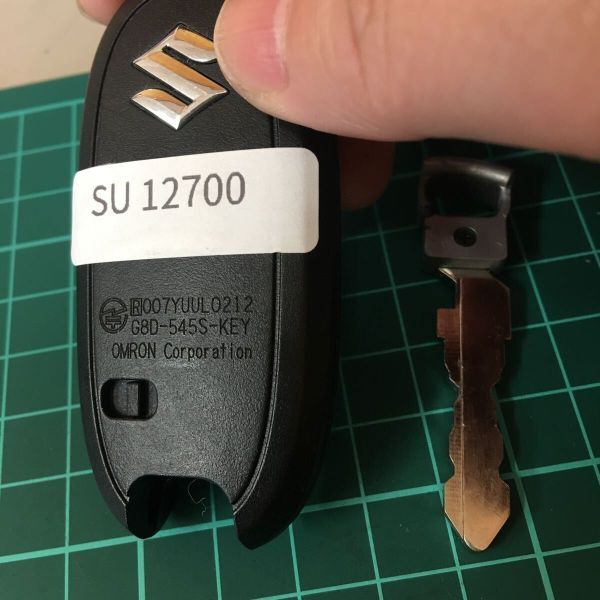 SU 12700
R 007YUUL0212
G8D-545S-KEY
OMRON Corporation